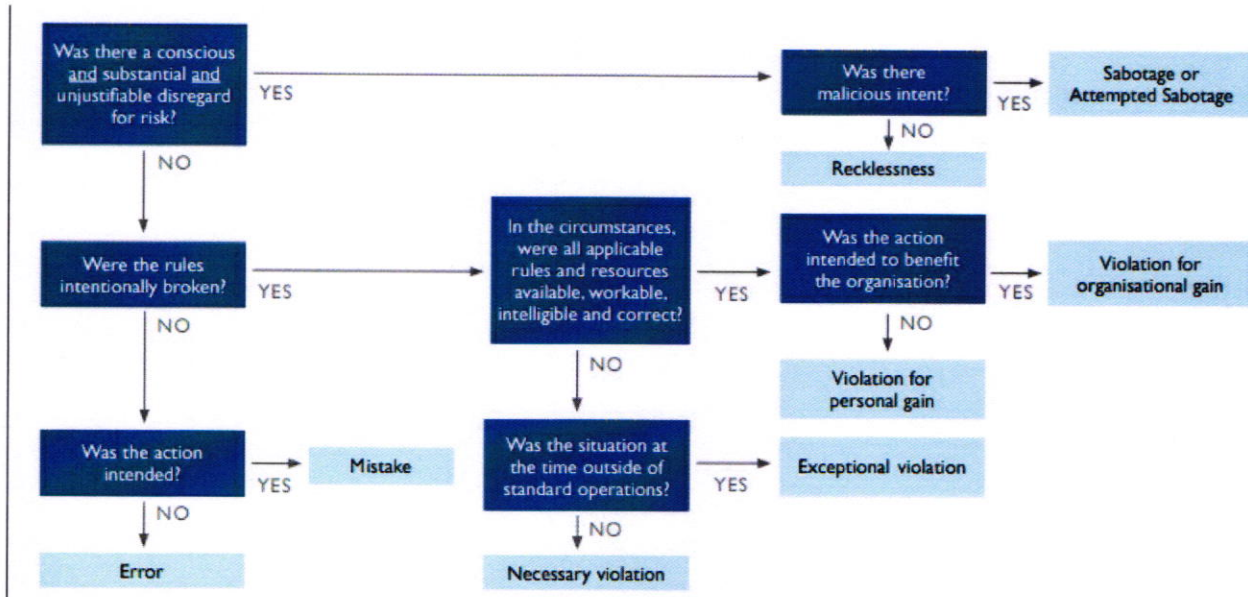 Was there a conscious
and substantial and
unjustifiable disregard
for risk?
YES
Was there
malicious intent?
YES
Sabotage or
Attempted Sabotage
NO
NO
Recklessness
Were the rules
intentionally broken?
YES
In the circumstances,
were all applicable
rules and resources
available, workable,
intelligible and correct?
YES
Was the action
intended to benefit
the organisation?
YES
Violation for
organisational gain
NO
NO
NO
Violation for
personal gain
Was the action
intended?
YES
Mistake
Was the situation at
the time outside of
standard operations?
YES
Exceptional violation
NO
NO
Error
Necessary violation